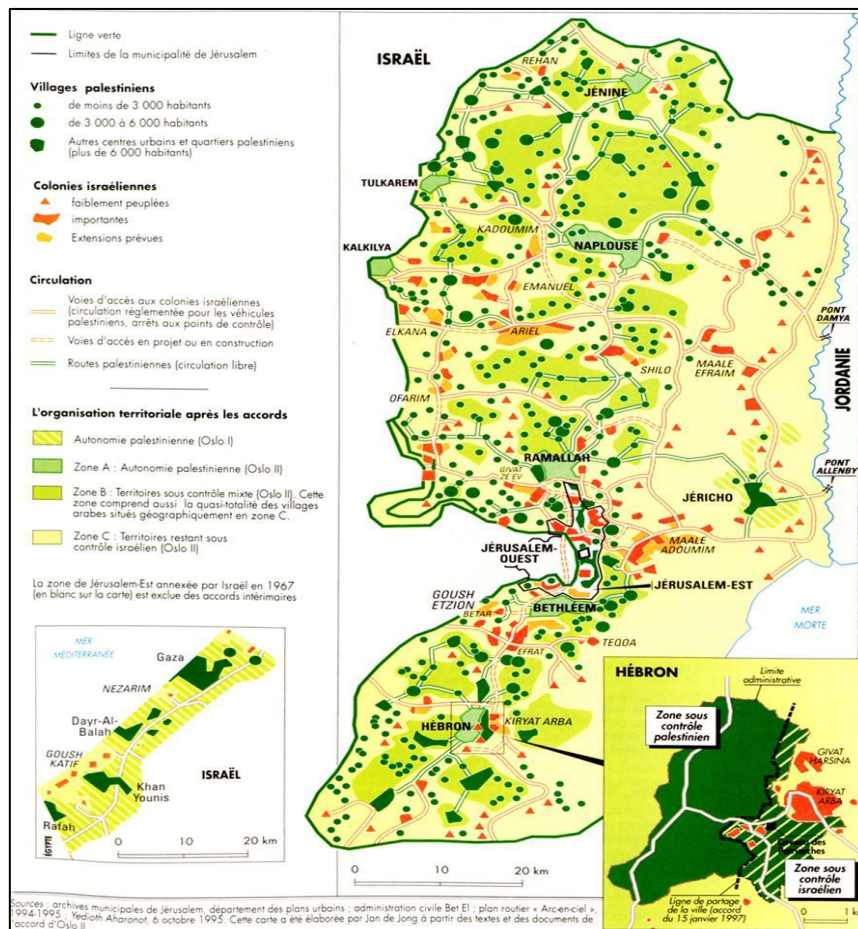 Ligne verte
Limites de la municipalité de Jérusalem
Villages palestiniens
de moins de 3 000 habitants
de 3 000 à 6 000 habitants
Autres centres urbains et quartiers palestiniens
(plus de 6 000 habitants)
Colonies israéliennes
faiblement peuplées
importantes
Extensions prévues
Circulation
Voies d'accès aux colonies israéliennes
(circulation réglementée pour les véhicules
palestiniens, arrêts aux points de contrôle)
Voies d'accès en projet ou en construction
Routes palestiniennes (circulation libre)
L'organisation territoriale après les accords
Autonomie palestinienne (Oslo I)
Zone A : Autonomie palestinienne (Oslo II)
Zone B : Territoires sous contrôle mixte (Oslo II). Cette
zone comprend aussi la quasi-totalité des villages
arabes situés géographiquement en zone C.
Zone C : Territoires restant sous
contrôle israélien (Oslo II)
La zone de Jérusalem-Est annexée par Israël en 1967
(en blanc sur la carte) est exclue des accords intérimaires
ISRAËL
REHAN
JÉNINE
TULKAREM
KADOUMIM
NAPLOUSE
KALKILYA
EMANUEL
ELKANA
ARIEL
PONT
DAMYA
SHILO
MAALE
EFRAIM
JORDANIE
OFARIM
RAMALLAH
GIVAT
ZE EV
PONT
ALLENBY
JÉRICHO
JÉRUSALEM-
OUEST
MAALE
ADOUMIM
JÉRUSALEM-EST
GOUSH
ETZION
BETAR
BETHLÉEM
EFRAT
TEQOA
MER
MORTE
HÉBRON
KIRYAT ARBA
0 10 20 km
MER
MÉDITERRANÉE
Gaza
NEZARIM
Dayr-Al-
Balah
GOUSH
KATIF
ISRAËL
Khan
Younis
Rafah
ÉGYPTE
0 10 20 km
HÉBRON
Limite
administrative
Zone sous
contrôle
palestinien
GIVAT
HARSINA
KIRYAT
ARBA
Zone sous
contrôle
israélien
Ligne de partage
de la ville (accord
du 15 janvier 1997)
0 1 km
Sources : archives municipales de Jérusalem, département des plans urbains ; administration civile Bet El ; plan routier « Arc-en-ciel »,
1994-1995 ; Yedioth Aharonot, 6 octobre 1995. Cette carte a été élaborée par Jan de Jong à partir des textes et des documents de
l'accord d'Oslo II